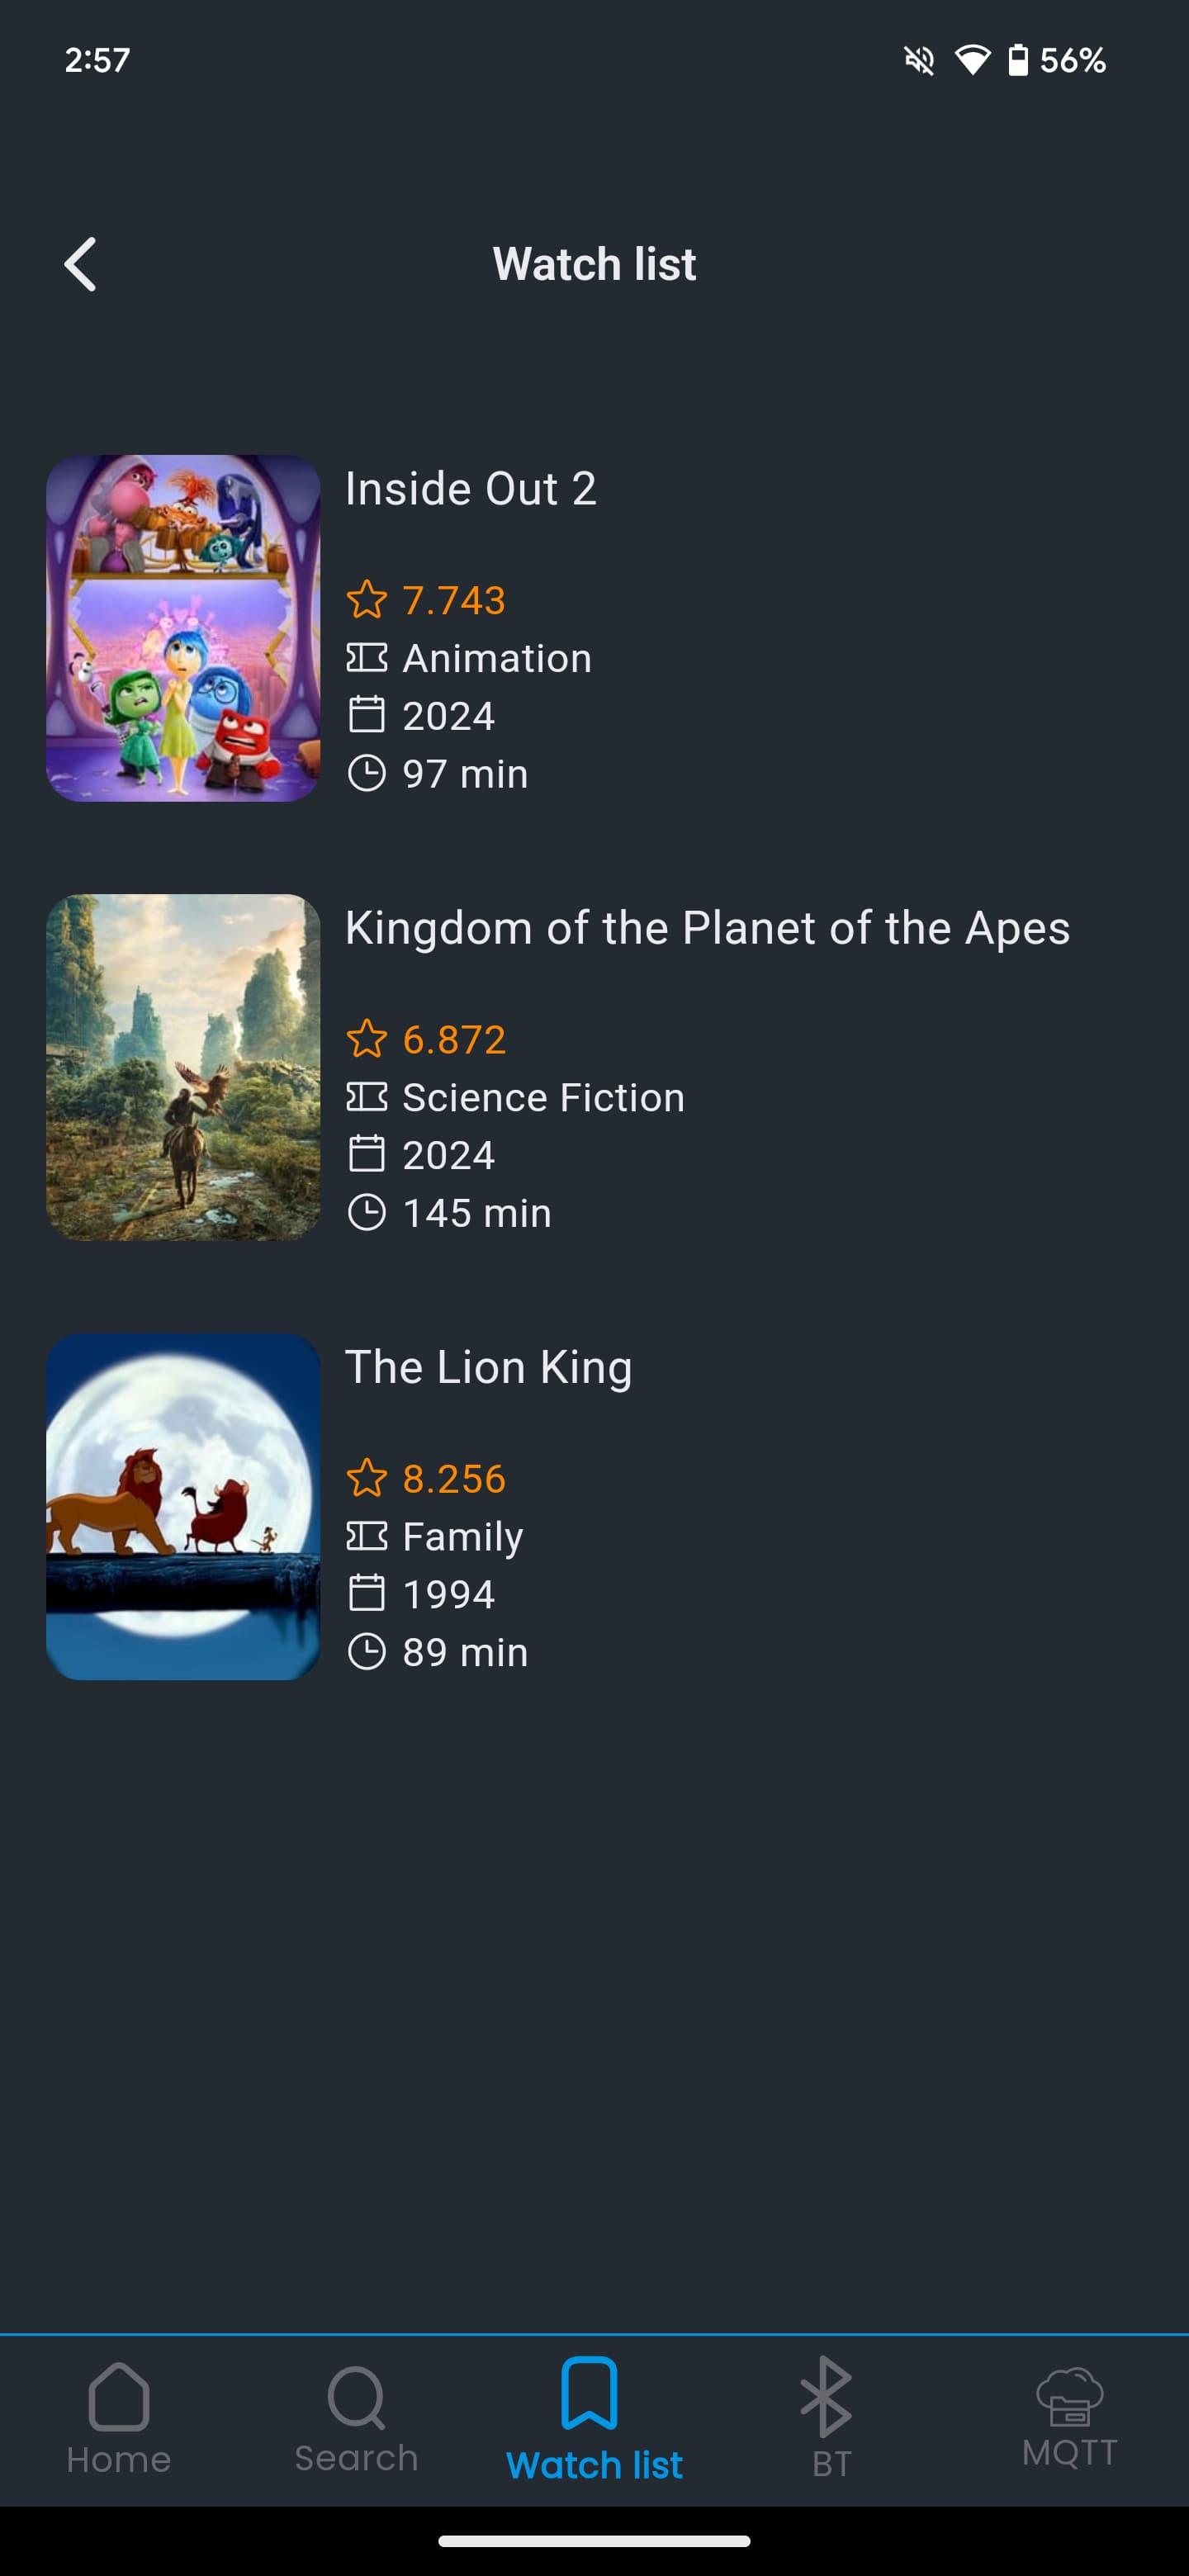 2:57
56%
Watch list
Inside Out 2
7.743
Animation
2024
97 min
Kingdom of the Planet of the Apes
6.872
Science Fiction
2024
145 min
The Lion King
8.256
Family
1994
89 min
Home
Search
Watch list
BT
MQTT